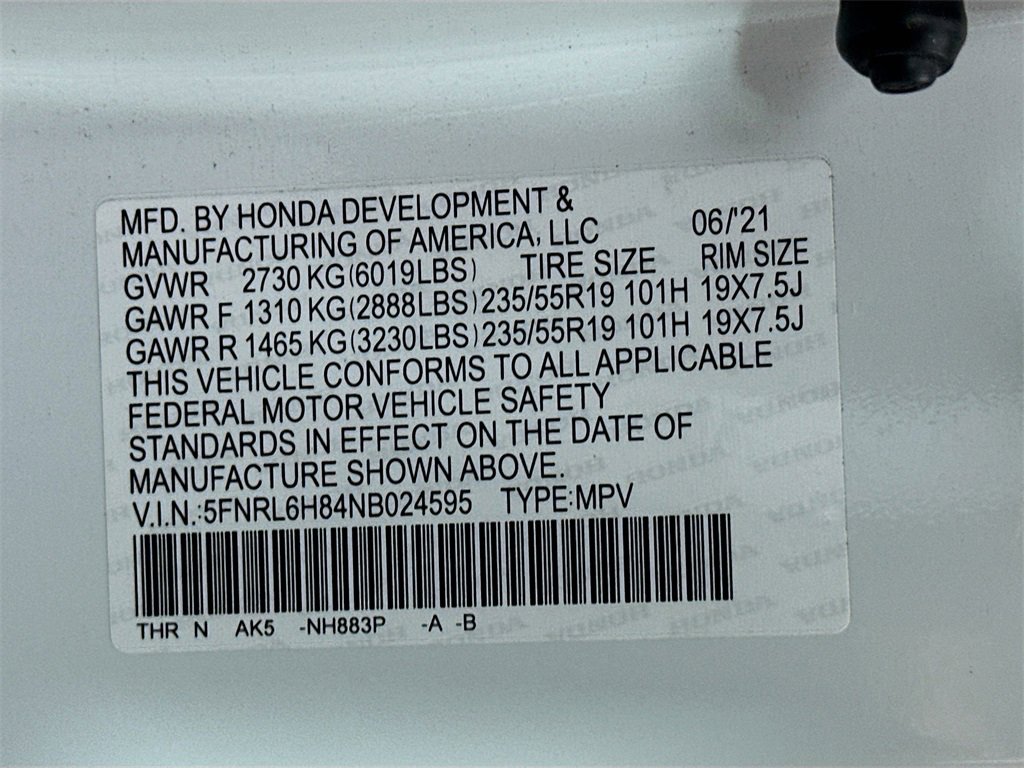 MFD. BY HONDA DEVELOPMENT &
MANUFACTURING OF AMERICA, LLC 06/'21
GVWR 2730 KG(6019LBS) TIRE SIZE RIM SIZE
GAWR F 1310 KG(2888LBS) 235/55R19 101H 19X7.5J
GAWR R 1465 KG(3230LBS) 235/55R19 101H 19X7.5J
THIS VEHICLE CONFORMS TO ALL APPLICABLE
FEDERAL MOTOR VEHICLE SAFETY
STANDARDS IN EFFECT ON THE DATE OF
MANUFACTURE SHOWN ABOVE.
V.I.N.:5FNRL6H84NB024595 TYPE:MPV
THR N AK5 -NH883P -A -B